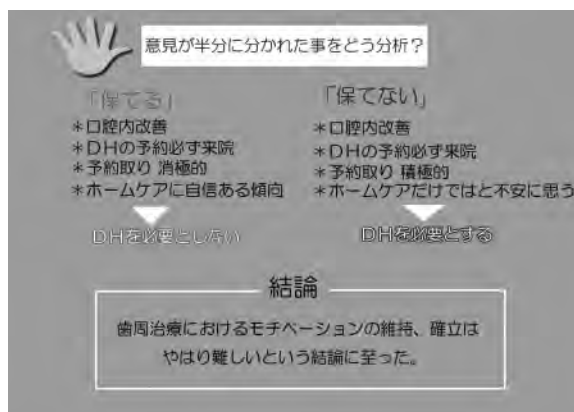 意見が半分に分かれた事をどう分析？
「保てる」
＊口腔内改善
＊ＤＨの予約必ず来院
＊予約取り 消極的
＊ホームケアに自信ある傾向
ＤＨを必要としない
「保てない」
＊口腔内改善
＊ＤＨの予約必ず来院
＊予約取り 積極的
＊ホームケアだけではと不安に思う
ＤＨを必要とする
結論
歯周治療におけるモチベーションの維持、確立は
やはり難しいという結論に至った。